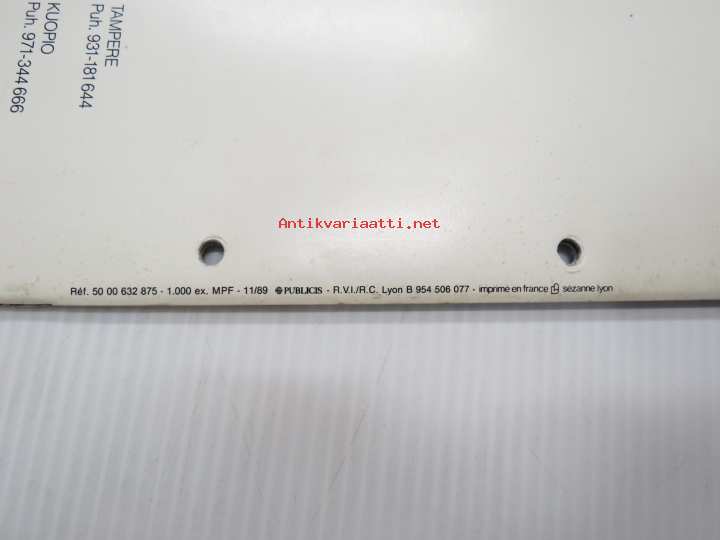 TAMPERE
Puh. 931-181 644
KUOPIO
Puh. 971-344 666
Antikvariaatti.net
Réf. 50 00 632 875 - 1.000 ex. MPF - 11/89 PUBLICIS - R.V.I./R.C. Lyon B 954 506 077 - imprimé en france sézanne lyon